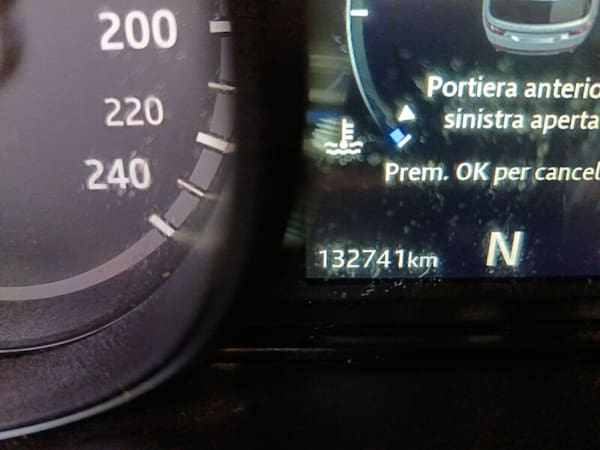 200
220
240
Portiera anterio
sinistra aperta
Prem. OK per cancel
132741km
N